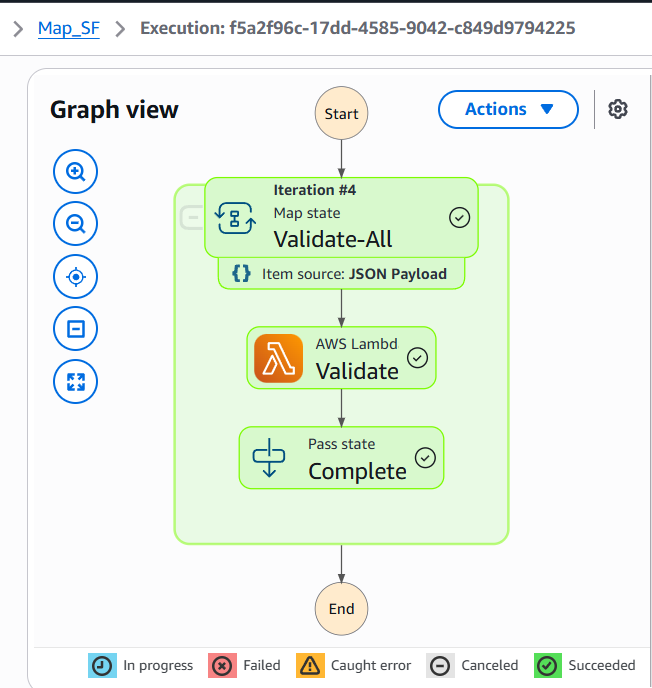 Map_SF
Execution: f5a2f96c-17dd-4585-9042-c849d9794225
Graph view
Actions
Start
Iteration #4
Map state
Validate-All
Item source: JSON Payload
AWS Lambd
Validate
Pass state
Complete
End
In progress
Failed
Caught error
Canceled
Succeeded